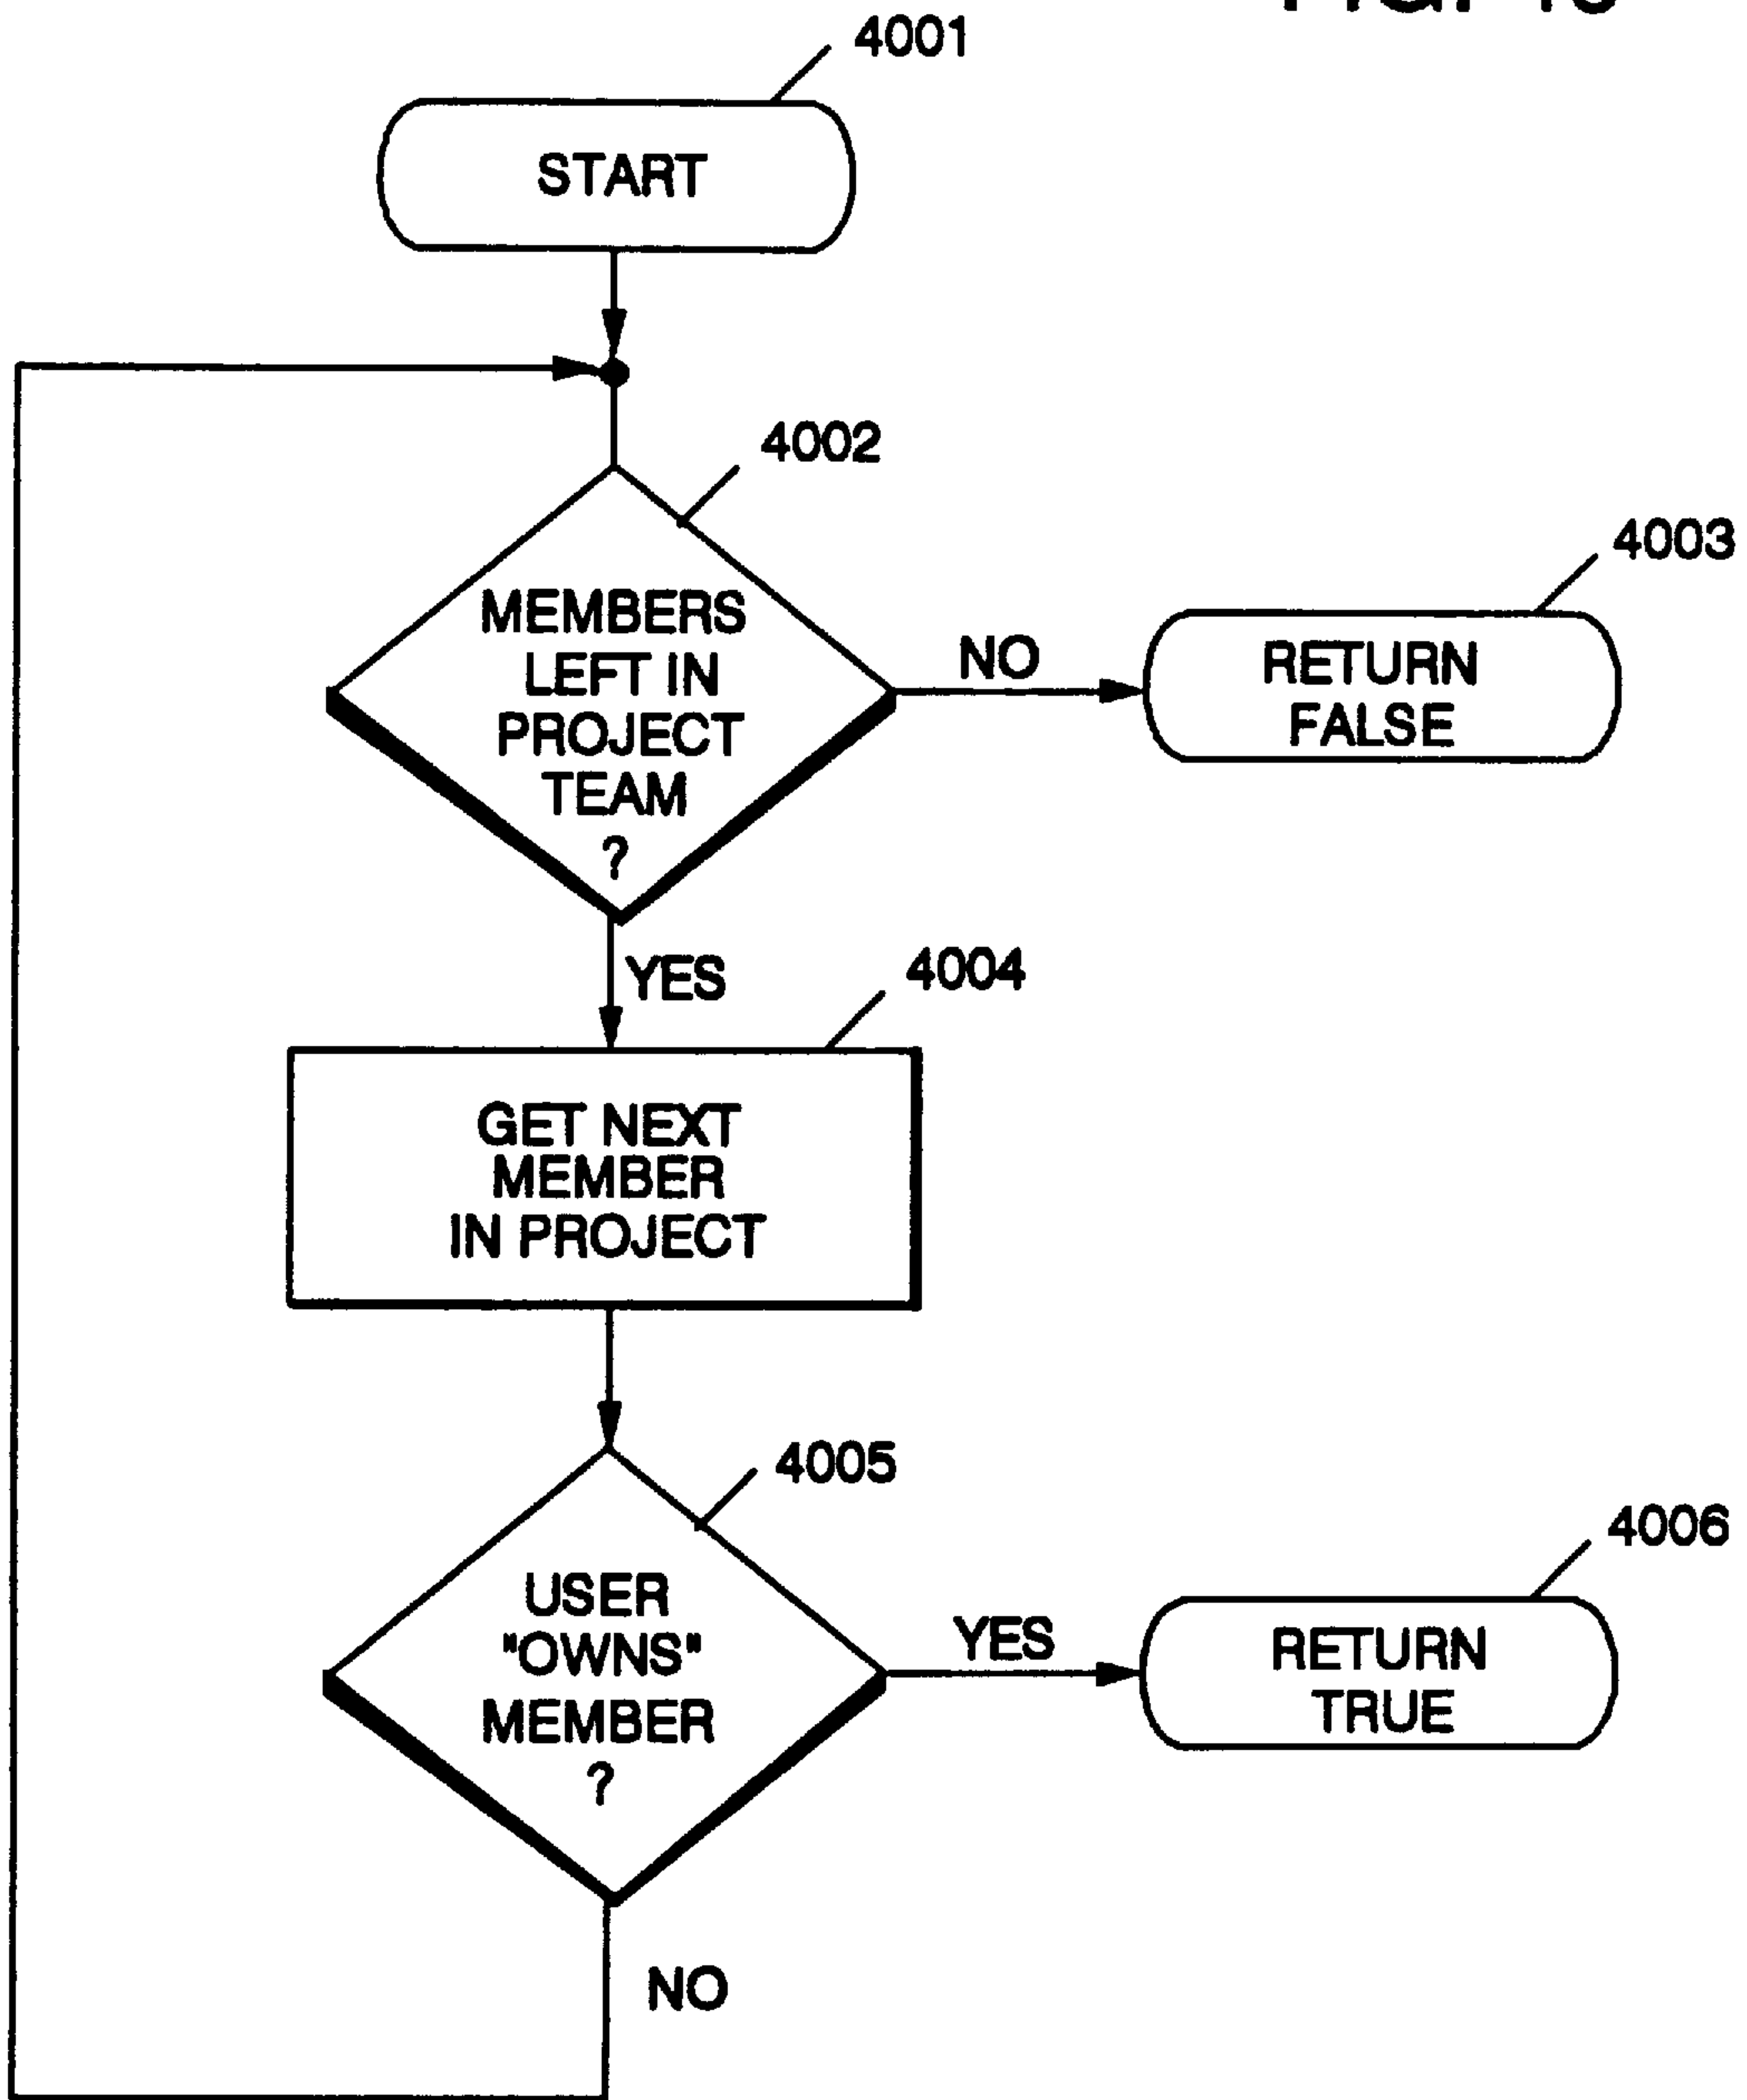 4001
START
4002
MEMBERS
LEFT IN
PROJECT
TEAM
?
NO
4003
RETURN
FALSE
YES
4004
GET NEXT
MEMBER
IN PROJECT
4005
USER
"OWNS"
MEMBER
?
YES
4006
RETURN
TRUE
NO